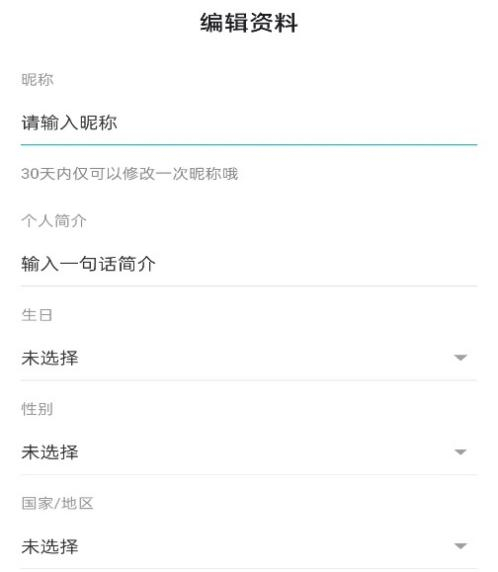 编辑资料
昵称
请输入昵称
30天内仅可以修改一次昵称哦
个人简介
输入一句话简介
生日
未选择
性别
未选择
国家/地区
未选择